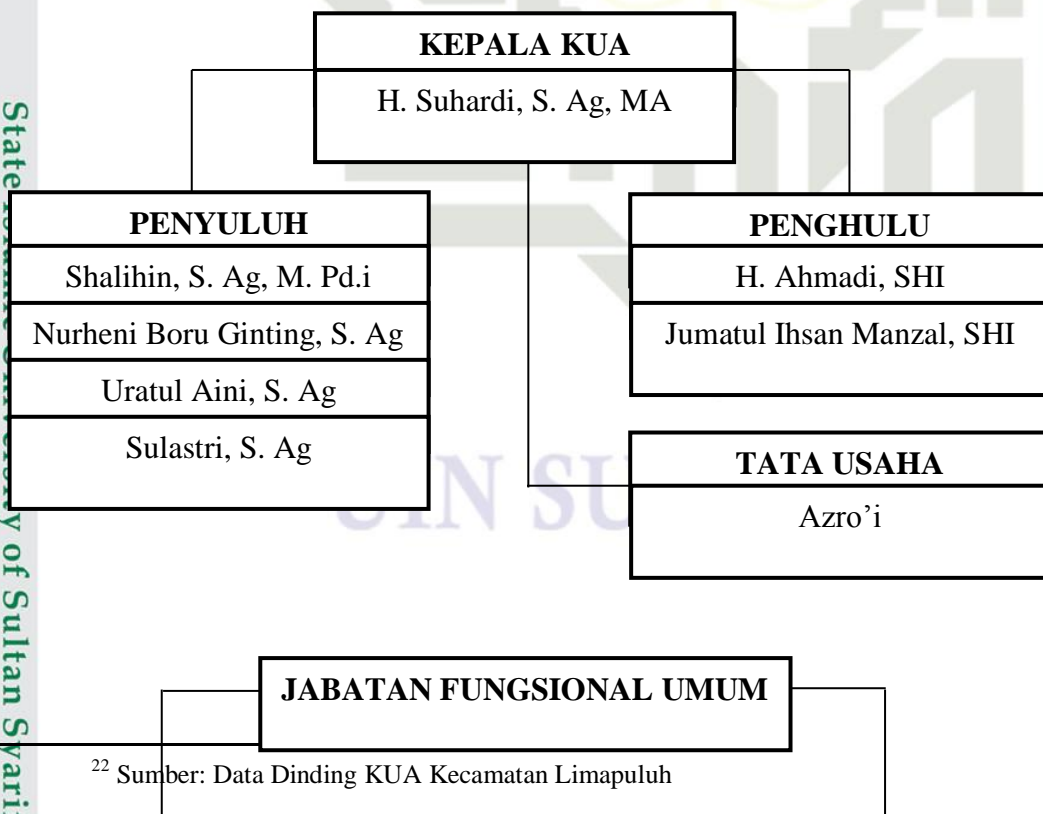 KEPALA KUA
H. Suhardi, S. Ag, MA
PENYULUH
Shalihin, S. Ag, M. Pd.i
Nurheni Boru Ginting, S. Ag
Uratul Aini, S. Ag
Sulastri, S. Ag
PENGHULU
H. Ahmadi, SHI
Jumatul Ihsan Manzal, SHI
TATA USAHA
Azro’i
JABATAN FUNGSIONAL UMUM
22 Sumber: Data Dinding KUA Kecamatan Limapuluh
State
of Sultan
UIN SU